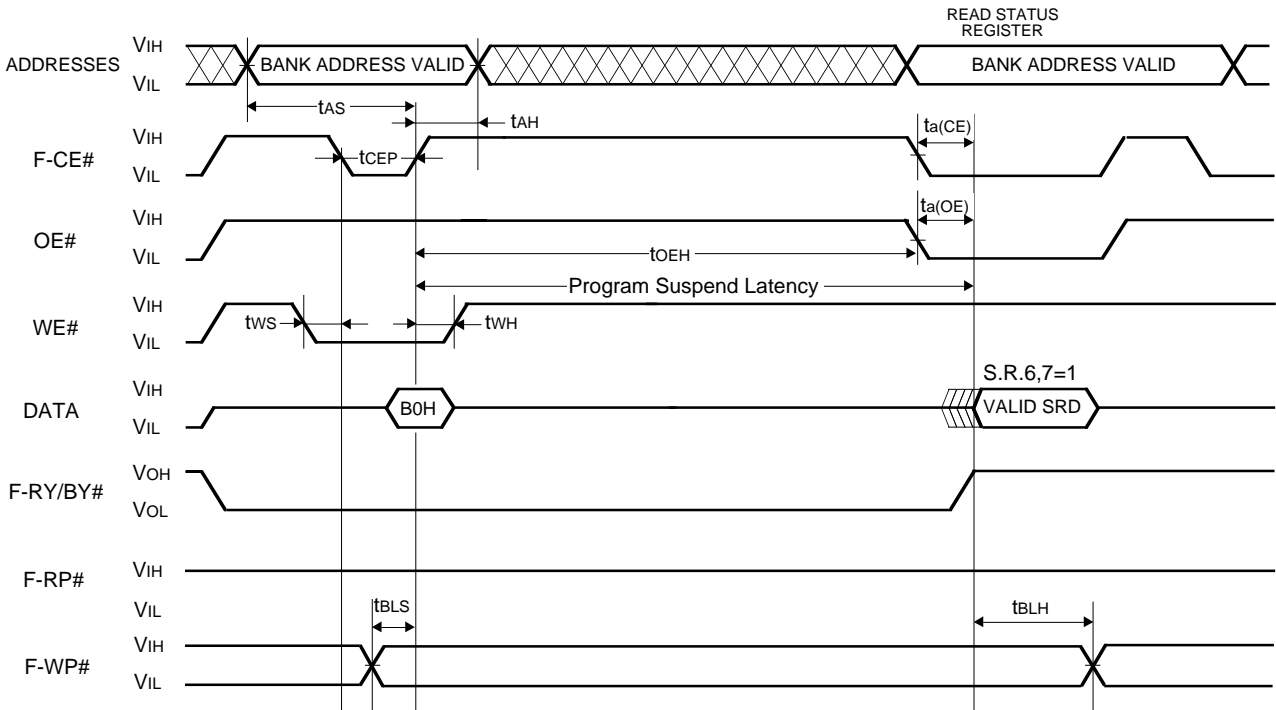 READ STATUS
REGISTER
ADDRESSES
VIH
VIL
BANK ADDRESS VALID
BANK ADDRESS VALID
tAS
tAH
F-CE#
VIH
VIL
tCEP
ta(CE)
OE#
VIH
VIL
ta(OE)
tOEH
Program Suspend Latency
WE#
VIH
VIL
tWS
tWH
DATA
VIH
VIL
B0H
S.R.6,7=1
VALID SRD
F-RY/BY#
VOH
VOL
F-RP#
VIH
VIL
tBLS
tBLH
F-WP#
VIH
VIL